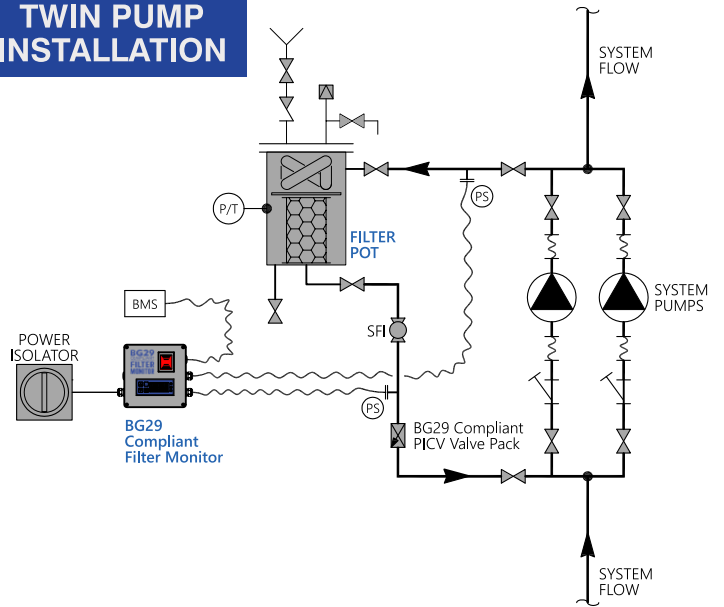 TWIN PUMP
INSTALLATION
SYSTEM
FLOW
P/T
PS
FILTER
POT
SYSTEM
PUMPS
BMS
SFI
POWER
ISOLATOR
BG29
FILTER
MONITOR
PS
BG29 Compliant
PICV Valve Pack
BG29
Compliant
Filter Monitor
SYSTEM
FLOW